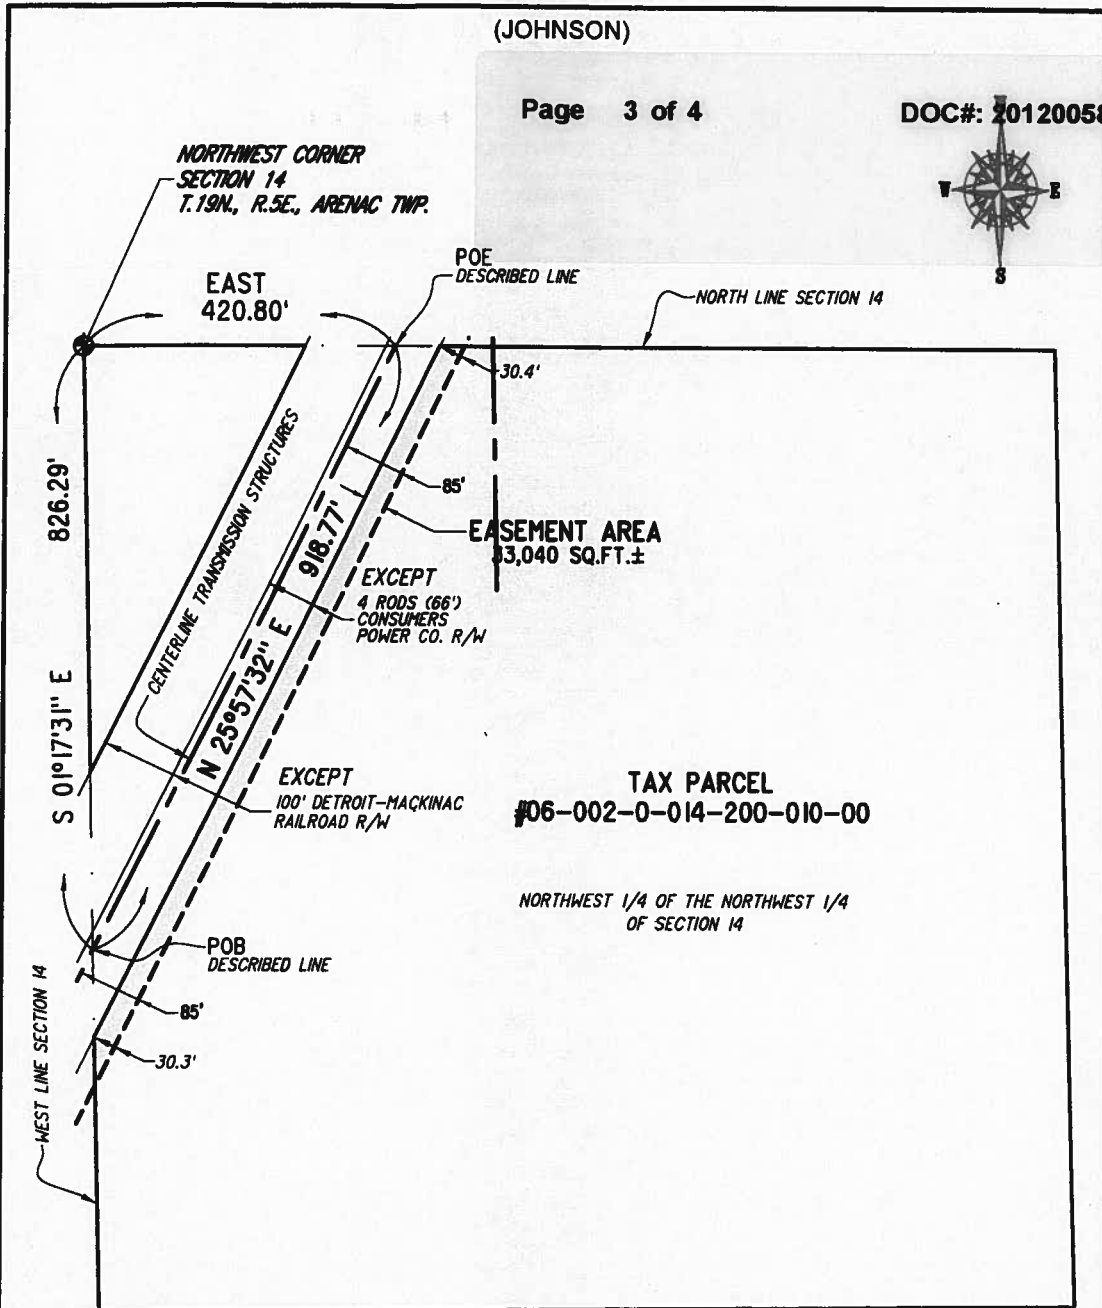 (JOHNSON)
Page 3 of 4
DOC#: 20120058
NORTHWEST CORNER
SECTION 14
T.19N., R.5E., ARENAC TWP.
W
E
S
POE
DESCRIBED LINE
EAST
420.80'
NORTH LINE SECTION 14
30.4'
826.29'
S 01°17'31" E
CENTERLINE TRANSMISSION STRUCTURES
85'
918.77'
N 25°57'32" E
EASEMENT AREA
33,040 SQ.FT.±
EXCEPT
4 RODS (66')
CONSUMERS
POWER CO. R/W
EXCEPT
100' DETROIT-MACKINAC
RAILROAD R/W
TAX PARCEL
#06-002-0-014-200-010-00
NORTHWEST 1/4 OF THE NORTHWEST 1/4
OF SECTION 14
POB
DESCRIBED LINE
85'
30.3'
WEST LINE SECTION 14